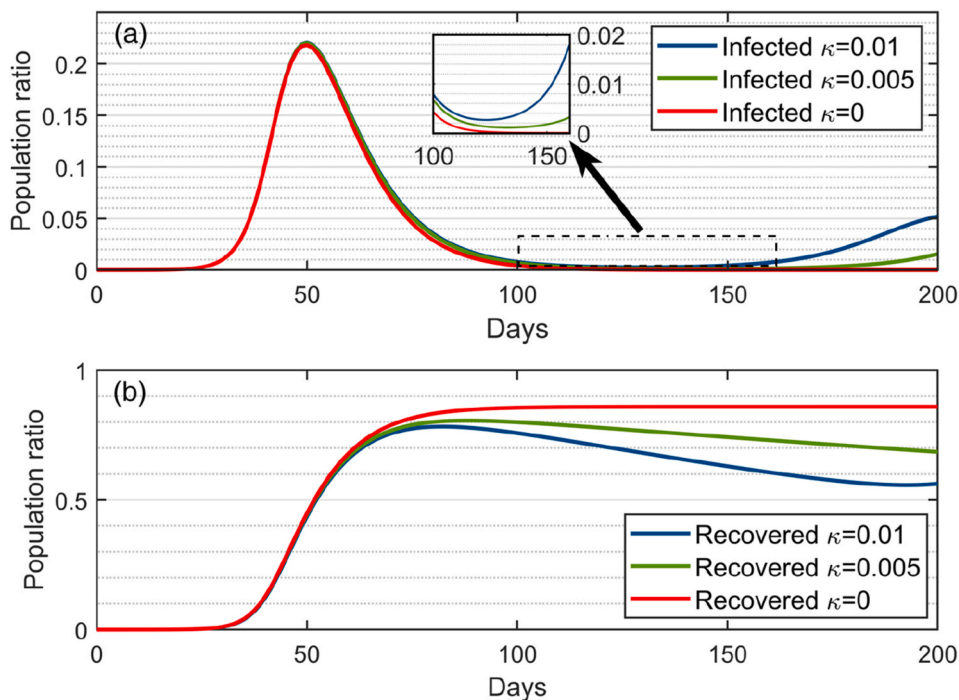 (a)
Population ratio
0.2
0.15
0.1
0.05
0
0.02
0.01
0
100 150
Infected κ=0.01
Infected κ=0.005
Infected κ=0
0 50 100 150 200
Days
(b)
Population ratio
1
0.5
0
Recovered κ=0.01
Recovered κ=0.005
Recovered κ=0
0 50 100 150 200
Days